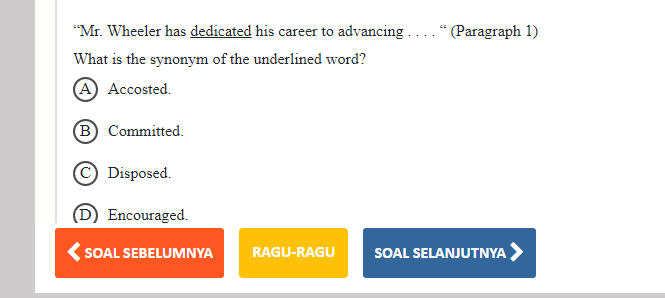 “Mr. Wheeler has dedicated his career to advancing . . . . “ (Paragraph 1)
What is the synonym of the underlined word?
A Accosted.
B Committed.
C Disposed.
D Encouraged.
SOAL SEBELUMNYA RAGU-RAGU SOAL SELANJUTNYA